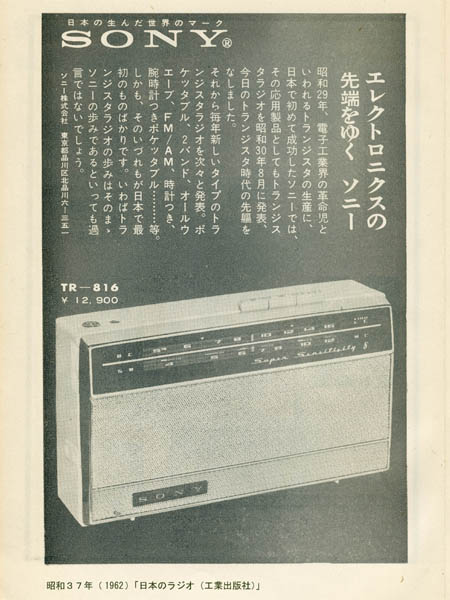 日本の生んだ世界のマーク
SONY®
エレクトロニクスの
先端をゆく ソニー
昭和29年、電子工業界の革命児と
いわれるトランジスタの生産に、
日本で初めて成功したソニーでは、
その応用製品としてもトランジス
タラジオを昭和30年8月に発表、
今日のトランジスタ時代の先軀を
なしました。
それから毎年新しいタイプのトラ
ンジスタラジオを次々と発表。ポ
ケッタブル、2バンド、オールウ
エーブ、FM/AM、時計つき、
腕時計つきポケッタブル………等。
しかも、そのいづれもが日本で最
初のものばかりです。いわばトラ
ンジスタラジオの歩みはそのまゝ
ソニーの歩みであるといっても過
言ではないでしょう。
ソニー株式会社 東京都品川区北品川六ー三五一
TR—816
¥ 12,900
Super Sensitivity 8
SONY
昭和37年(1962)「日本のラジオ(工業出版社)」